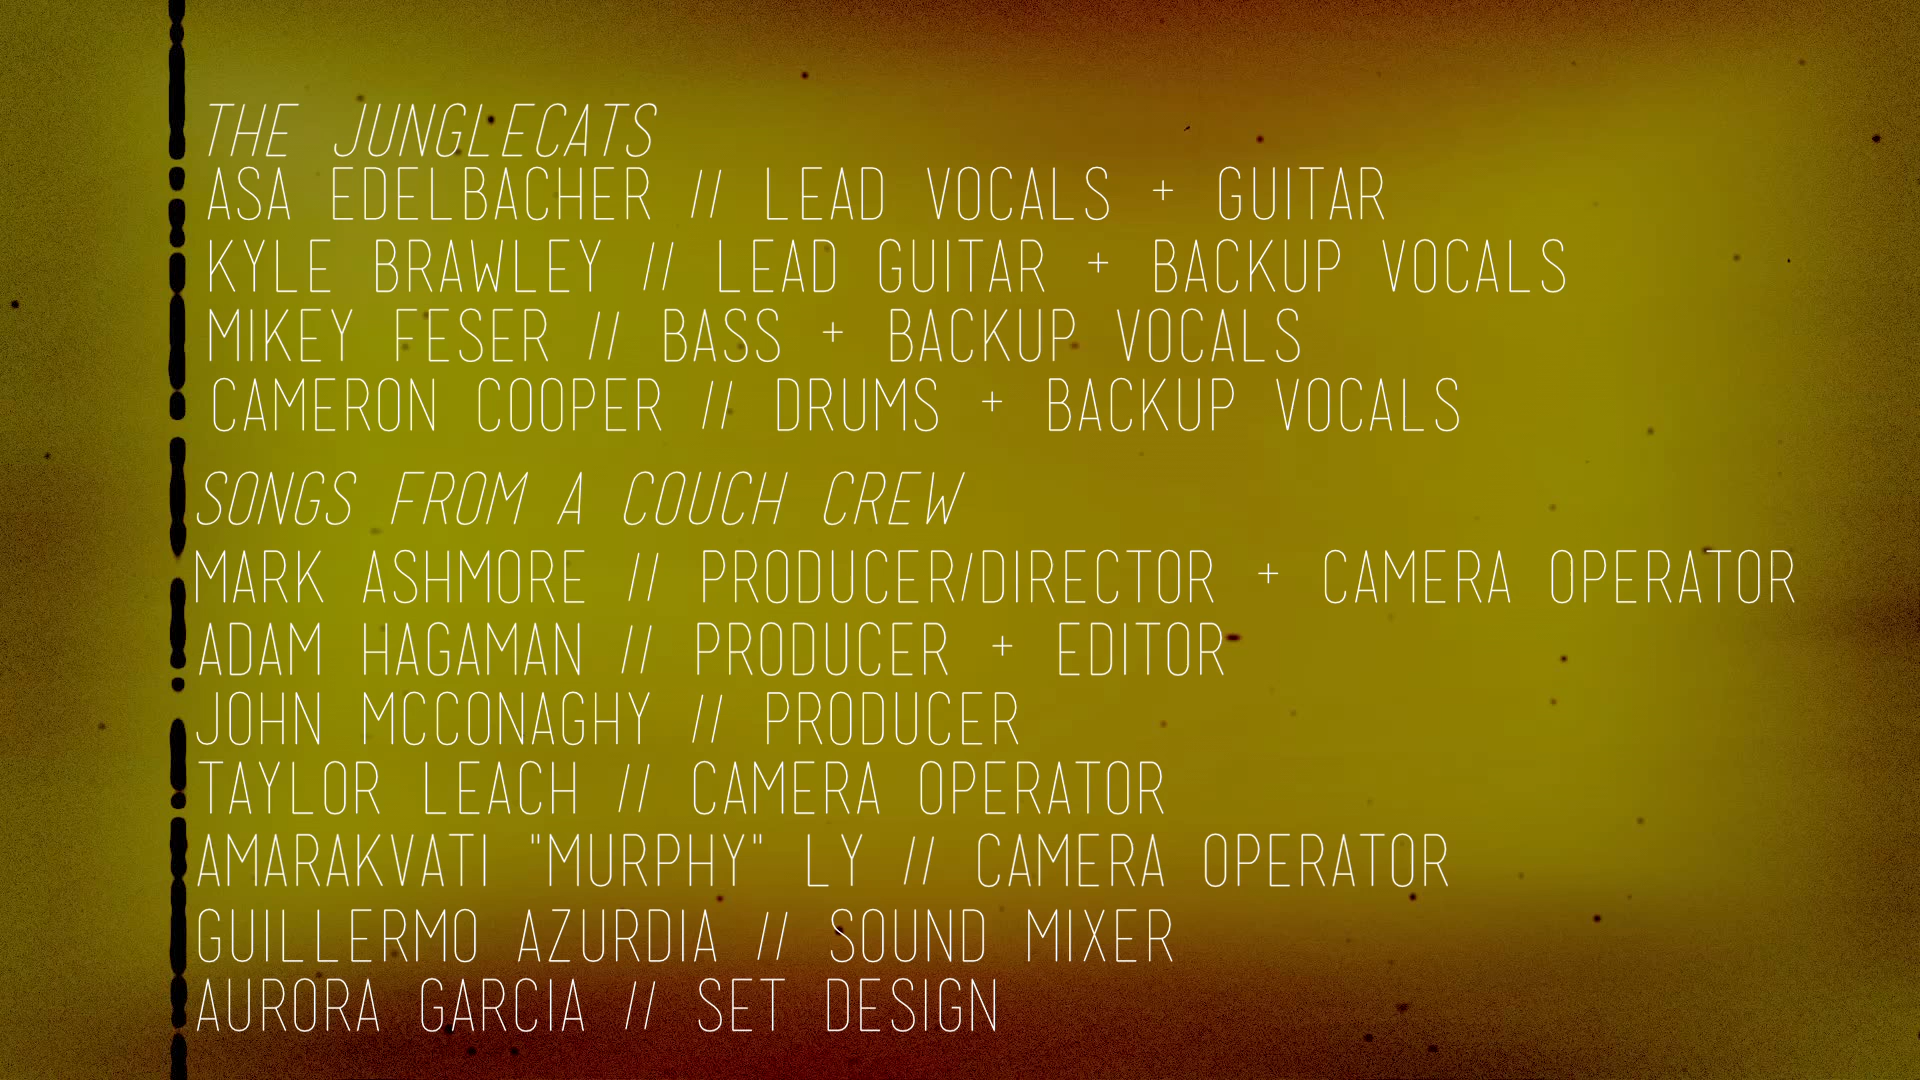 THE JUNGLECATS
ASA EDELBACHER // LEAD VOCALS + GUITAR
KYLE BRAWLEY // LEAD GUITAR + BACKUP VOCALS
MIKEY FESER // BASS + BACKUP VOCALS
CAMERON COOPER // DRUMS + BACKUP VOCALS
SONGS FROM A COUCH CREW
MARK ASHMORE // PRODUCER/DIRECTOR + CAMERA OPERATOR
ADAM HAGAMAN // PRODUCER + EDITOR
JOHN MCCONAGHY // PRODUCER
TAYLOR LEACH // CAMERA OPERATOR
AMARAKVATI "MURPHY" LY // CAMERA OPERATOR
GUILLERMO AZURDIA // SOUND MIXER
AURORA GARCIA // SET DESIGN